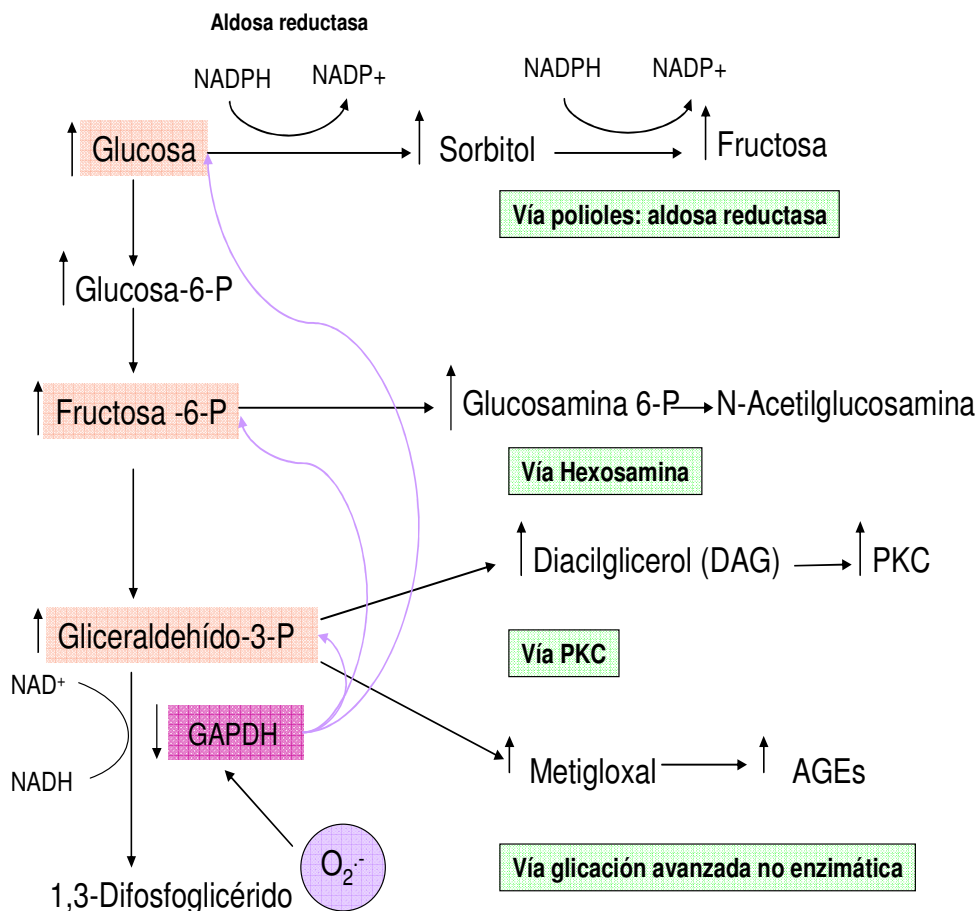 Aldosa reductasa
NADPH NADP+ NADPH NADP+
Glucosa Sorbitol Fructosa
Vía polioles: aldosa reductasa
Glucosa-6-P
Fructosa -6-P Glucosamina 6-P N-Acetilglucosamina
Vía Hexosamina
Diacilglicerol (DAG) PKC
Gliceraldehído-3-P
Vía PKC
NAD⁺
GAPDH
NADH
Metigloxal AGEs
O₂·⁻
Vía glicación avanzada no enzimática
1,3-Difosfoglicérido